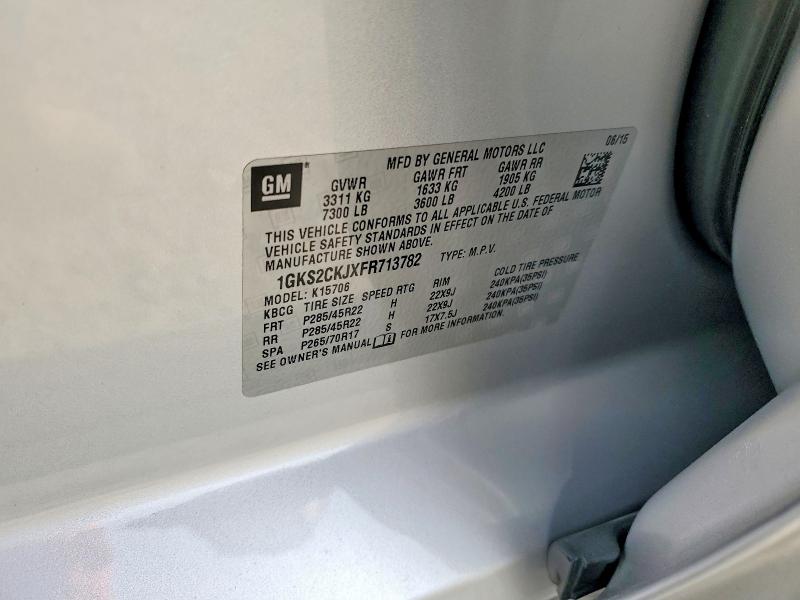 06/15
MFD BY GENERAL MOTORS LLC
GM
GVWR GAWR FRT GAWR RR
3311 KG 1633 KG 1905 KG
7300 LB 3600 LB 4200 LB
THIS VEHICLE CONFORMS TO ALL APPLICABLE U.S. FEDERAL MOTOR
VEHICLE SAFETY STANDARDS IN EFFECT ON THE DATE OF
MANUFACTURE SHOWN ABOVE.
1GKS2CKJXFR713782 TYPE: M.P.V.
MODEL: K15706
KBCG TIRE SIZE SPEED RTG RIM COLD TIRE PRESSURE
FRT P285/45R22 H 22X9J 240KPA(35PSI)
RR P285/45R22 H 22X9J 240KPA(35PSI)
SPA P265/70R17 S 17X7.5J 240KPA(35PSI)
SEE OWNER'S MANUAL FOR MORE INFORMATION.